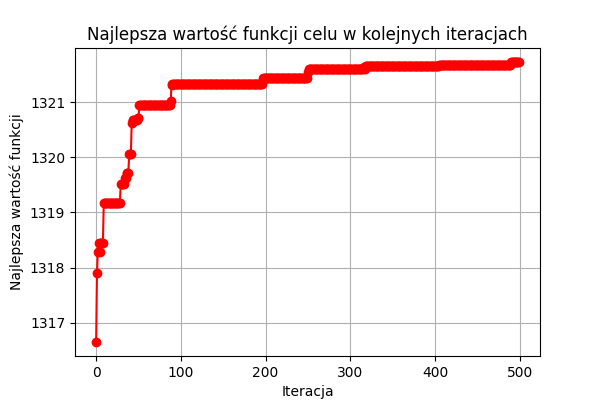 Najlepsza wartość funkcji celu w kolejnych iteracjach
Najlepsza wartość funkcji
1321
1320
1319
1318
1317
0 100 200 300 400 500
Iteracja